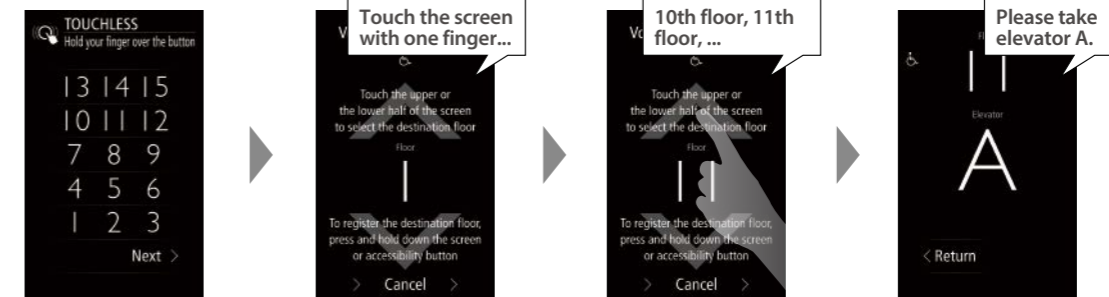 TOUCHLESS
Hold your finger over the button
13 14 15
10 11 12
7 8 9
4 5 6
1 2 3
Next >
Touch the screen
with one finger...
Touch the upper or
the lower half of the screen
to select the destination floor
Floor
1
To register the destination floor,
press and hold down the screen
or accessibility button
> Cancel >
10th floor, 11th
floor, ...
Touch the upper or
the lower half of the screen
to select the destination floor
Floor
11
To register the destination floor,
press and hold down the screen
or accessibility button
> Cancel >
Please take
elevator A.
11
Elevator
A
< Return